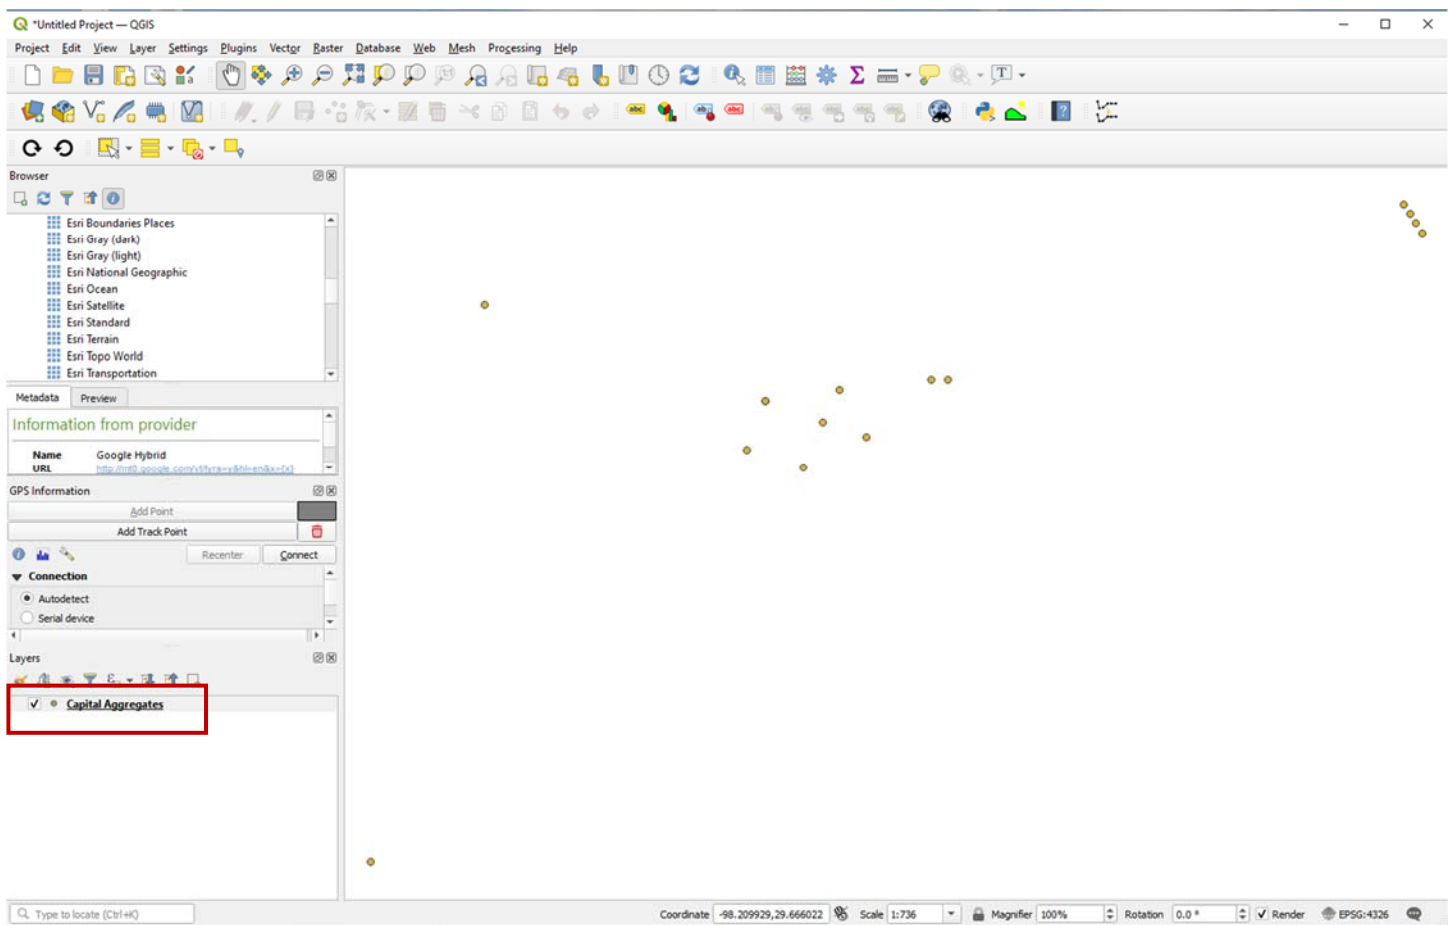 *Untitled Project — QGIS
Project Edit View Layer Settings Plugins Vector Raster Database Web Mesh Processing Help
Browser
Esri Boundaries Places
Esri Gray (dark)
Esri Gray (light)
Esri National Geographic
Esri Ocean
Esri Satellite
Esri Standard
Esri Terrain
Esri Topo World
Esri Transportation
Metadata Preview
Information from provider
Name Google Hybrid
URL
GPS Information
Add Point
Add Track Point
Recenter Connect
Connection
Autodetect
Serial device
Layers
Capital Aggregates
Type to locate (Ctrl+K) Coordinate -98.209929,29.666022 Scale 1:736 Magnifier 100% Rotation 0.0 ° Render EPSG:4326